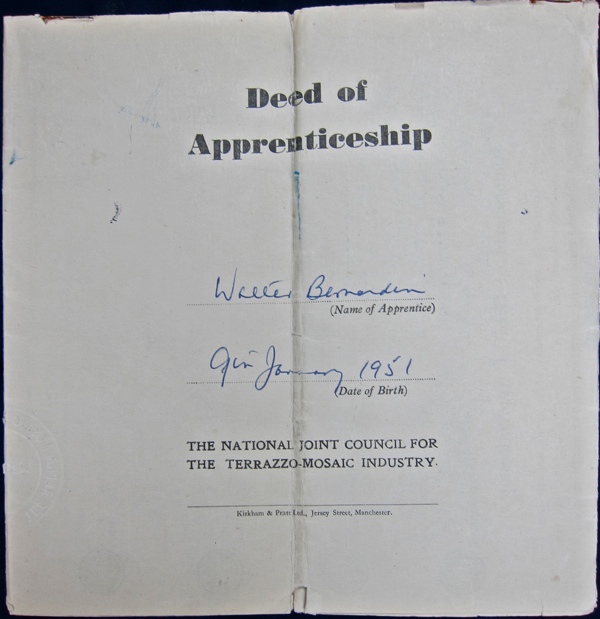 Deed of
Apprenticeship
Walter Bernardin
(Name of Apprentice)
9th January 1951
(Date of Birth)
THE NATIONAL JOINT COUNCIL FOR
THE TERRAZZO-MOSAIC INDUSTRY.
Kirkham & Pratt Ltd., Jersey Street, Manchester.